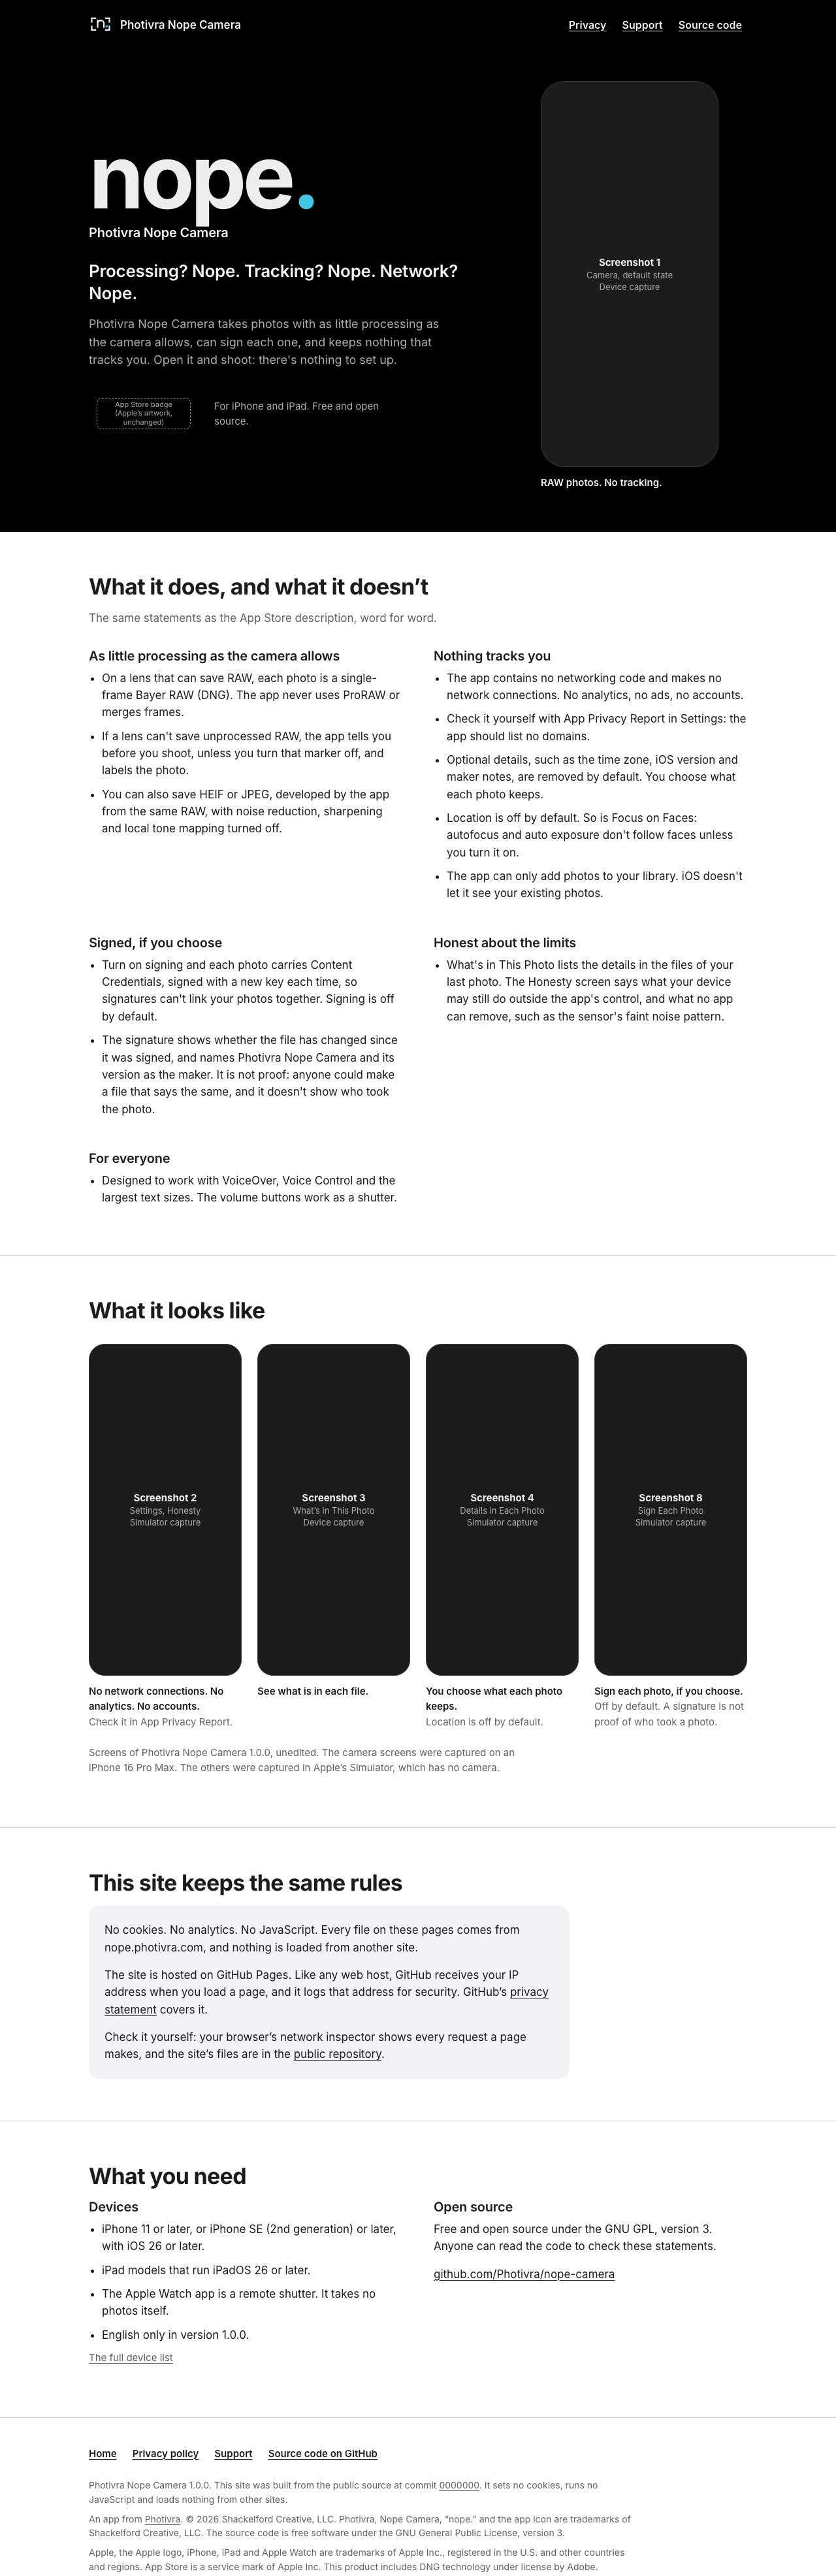 [n] Photivra Nope Camera
Privacy Support Source code
nope.
Photivra Nope Camera
Processing? Nope. Tracking? Nope. Network?
Nope.
Photivra Nope Camera takes photos with as little processing as
the camera allows, can sign each one, and keeps nothing that
tracks you. Open it and shoot: there's nothing to set up.
App Store badge
(Apple's artwork,
unchanged)
For iPhone and iPad. Free and open
source.
Screenshot 1
Camera, default state
Device capture
RAW photos. No tracking.
What it does, and what it doesn’t
The same statements as the App Store description, word for word.
As little processing as the camera allows
• On a lens that can save RAW, each photo is a single-
frame Bayer RAW (DNG). The app never uses ProRAW or
merges frames.
• If a lens can't save unprocessed RAW, the app tells you
before you shoot, unless you turn that marker off, and
labels the photo.
• You can also save HEIF or JPEG, developed by the app
from the same RAW, with noise reduction, sharpening
and local tone mapping turned off.
Nothing tracks you
• The app contains no networking code and makes no
network connections. No analytics, no ads, no accounts.
• Check it yourself with App Privacy Report in Settings: the
app should list no domains.
• Optional details, such as the time zone, iOS version and
maker notes, are removed by default. You choose what
each photo keeps.
• Location is off by default. So is Focus on Faces:
autofocus and auto exposure don't follow faces unless
you turn it on.
• The app can only add photos to your library. iOS doesn't
let it see your existing photos.
Signed, if you choose
• Turn on signing and each photo carries Content
Credentials, signed with a new key each time, so
signatures can't link your photos together. Signing is off
by default.
• The signature shows whether the file has changed since
it was signed, and names Photivra Nope Camera and its
version as the maker. It is not proof: anyone could make
a file that says the same, and it doesn't show who took
the photo.
Honest about the limits
• What's in This Photo lists the details in the files of your
last photo. The Honesty screen says what your device
may still do outside the app's control, and what no app
can remove, such as the sensor's faint noise pattern.
For everyone
• Designed to work with VoiceOver, Voice Control and the
largest text sizes. The volume buttons work as a shutter.
What it looks like
Screenshot 2
Settings, Honesty
Simulator capture
No network connections. No
analytics. No accounts.
Check it in App Privacy Report.
Screenshot 3
What’s in This Photo
Device capture
See what is in each file.
Screenshot 4
Details in Each Photo
Simulator capture
You choose what each photo
keeps.
Location is off by default.
Screenshot 8
Sign Each Photo
Simulator capture
Sign each photo, if you choose.
Off by default. A signature is not
proof of who took a photo.
Screens of Photivra Nope Camera 1.0.0, unedited. The camera screens were captured on an
iPhone 16 Pro Max. The others were captured in Apple’s Simulator, which has no camera.
This site keeps the same rules
No cookies. No analytics. No JavaScript. Every file on these pages comes from
nope.photivra.com, and nothing is loaded from another site.
The site is hosted on GitHub Pages. Like any web host, GitHub receives your IP
address when you load a page, and it logs that address for security. GitHub’s privacy
statement covers it.
Check it yourself: your browser’s network inspector shows every request a page
makes, and the site’s files are in the public repository.
What you need
Devices
• iPhone 11 or later, or iPhone SE (2nd generation) or later,
with iOS 26 or later.
• iPad models that run iPadOS 26 or later.
• The Apple Watch app is a remote shutter. It takes no
photos itself.
• English only in version 1.0.0.
The full device list
Open source
Free and open source under the GNU GPL, version 3.
Anyone can read the code to check these statements.
github.com/Photivra/nope-camera
Home Privacy policy Support Source code on GitHub
Photivra Nope Camera 1.0.0. This site was built from the public source at commit 0000000. It sets no cookies, runs no
JavaScript and loads nothing from other sites.
An app from Photivra. © 2026 Shackelford Creative, LLC. Photivra, Nope Camera, “nope.” and the app icon are trademarks of
Shackelford Creative, LLC. The source code is free software under the GNU General Public License, version 3.
Apple, the Apple logo, iPhone, iPad and Apple Watch are trademarks of Apple Inc., registered in the U.S. and other countries
and regions. App Store is a service mark of Apple Inc. This product includes DNG technology under license by Adobe.